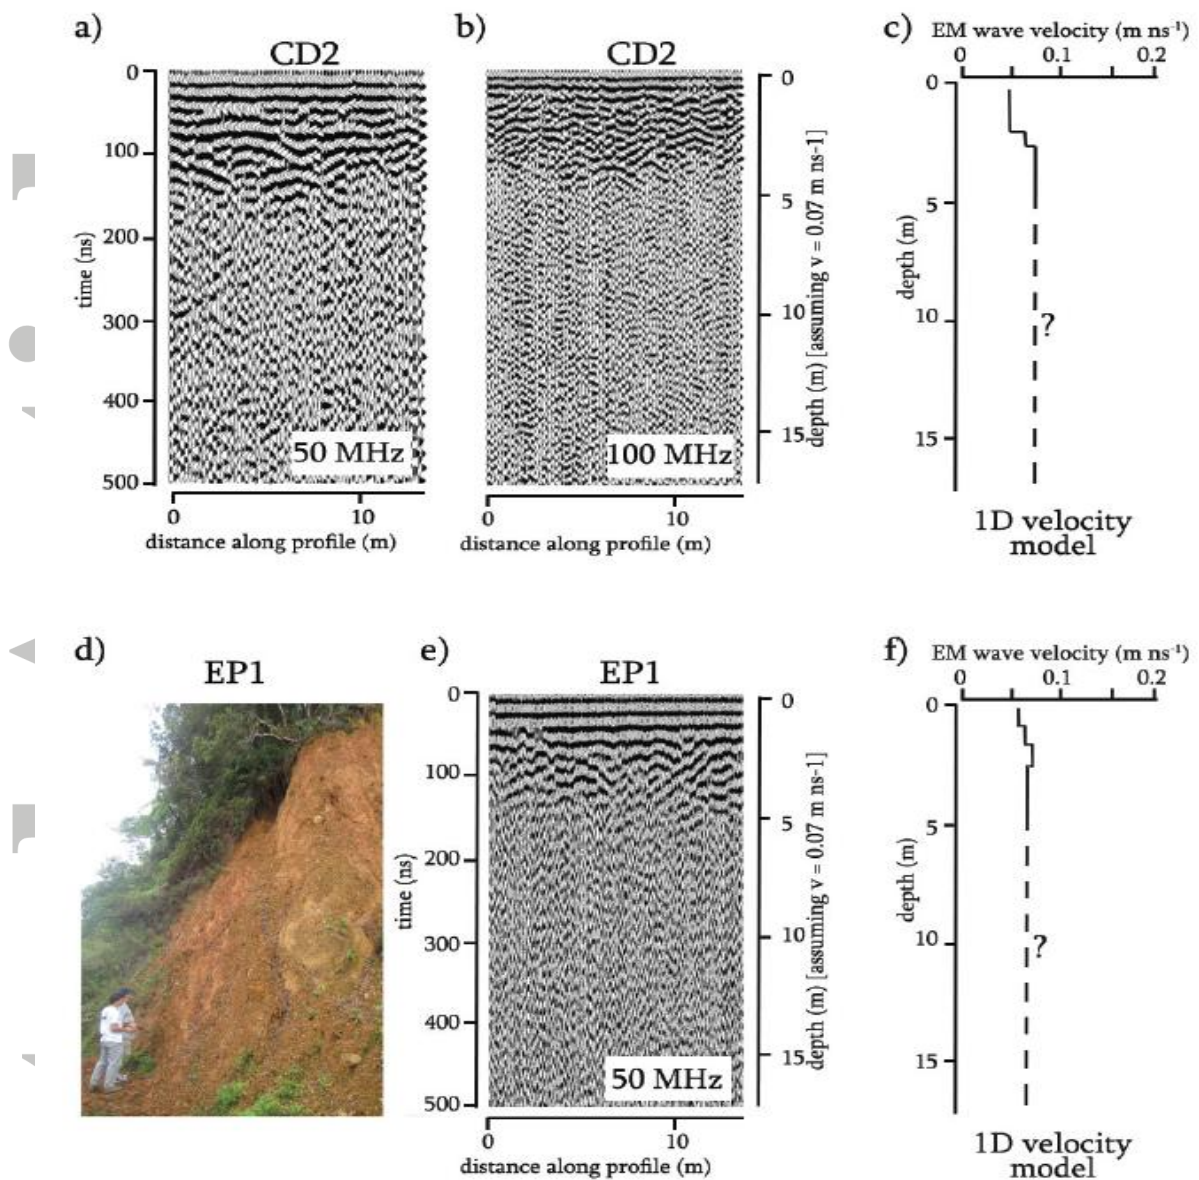 a)
CD2
0
100
200
300
400
500
time (ns)
50 MHz
0
10
distance along profile (m)
b)
CD2
100 MHz
0
10
distance along profile (m)
0
5
10
15
depth (m) [assuming v = 0.07 m ns-1]
c)
EM wave velocity (m ns⁻¹)
0
0.1
0.2
0
5
10
15
depth (m)
?
1D velocity
model
d)
EP1
e)
EP1
0
100
200
300
400
500
time (ns)
50 MHz
0
10
distance along profile (m)
0
5
10
15
depth (m) [assuming v = 0.07 m ns-1]
f)
EM wave velocity (m ns⁻¹)
0
0.1
0.2
0
5
10
15
depth (m)
?
1D velocity
model